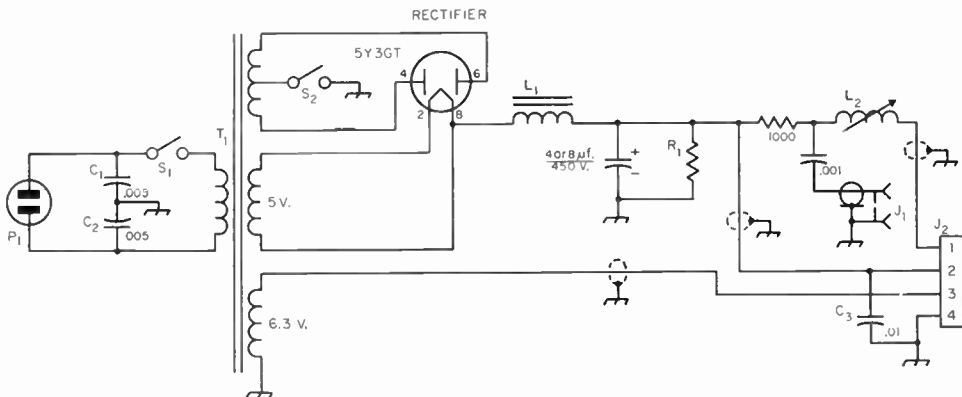 RECTIFIER
5Y3GT
4
6
2
8
S2
L1
L2
1000
T1
S1
C1
.005
C2
.005
P1
5 V.
4 or 8 µf.
450 V.
+
−
R1
.001
J1
J2
1
2
3
4
C3
.01
6.3 V.